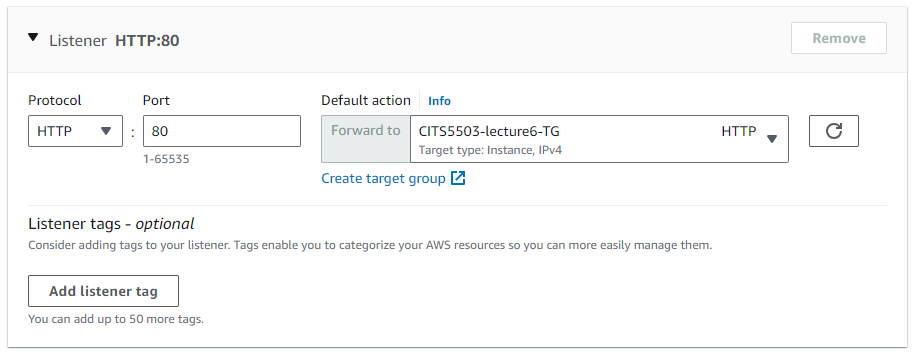 Listener HTTP:80
Remove
Protocol
Port
Default action
Info
HTTP
:
80
Forward to
CITS5503-lecture6-TG
HTTP
Target type: Instance, IPv4
1-65535
Create target group
Listener tags - optional
Consider adding tags to your listener. Tags enable you to categorize your AWS resources so you can more easily manage them.
Add listener tag
You can add up to 50 more tags.